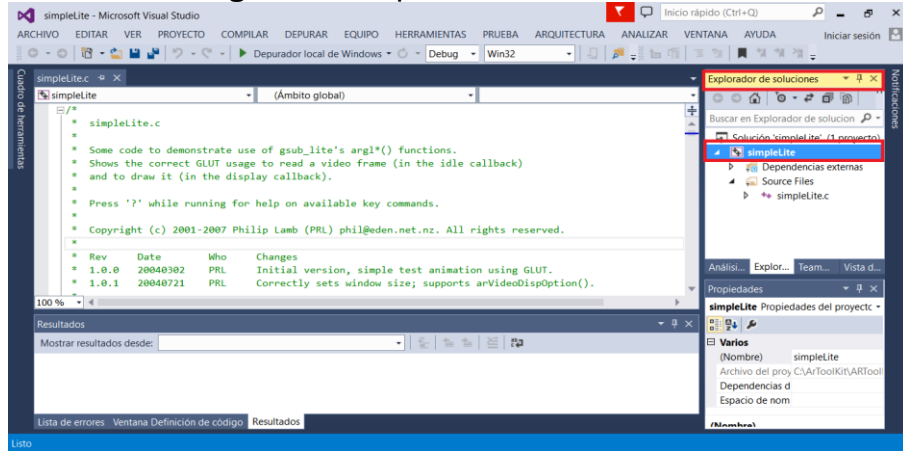 simpleLite - Microsoft Visual Studio
Inicio rápido (Ctrl+Q)
ARCHIVO EDITAR VER PROYECTO COMPILAR DEPURAR EQUIPO HERRAMIENTAS PRUEBA ARQUITECTURA ANALIZAR VENTANA AYUDA Iniciar sesión
Depurador local de Windows Debug Win32
Cuadro de herramientas
simpleLite.c
simpleLite (Ámbito global)
/*
* simpleLite.c
*
* Some code to demonstrate use of gsub_lite's argl*() functions.
* Shows the correct GLUT usage to read a video frame (in the idle callback)
* and to draw it (in the display callback).
*
* Press '?' while running for help on available key commands.
*
* Copyright (c) 2001-2007 Philip Lamb (PRL) phil@eden.net.nz. All rights reserved.
*
* Rev Date Who Changes
* 1.0.0 20040302 PRL Initial version, simple test animation using GLUT.
* 1.0.1 20040721 PRL Correctly sets window size; supports arVideoDispOption().
100 %
Resultados
Mostrar resultados desde:
Lista de errores Ventana Definición de código Resultados
Explorador de soluciones
Buscar en Explorador de solucion
Solución 'simpleLite' (1 proyecto)
simpleLite
Dependencias externas
Source Files
simpleLite.c
Análisi... Explor... Team... Vista d...
Propiedades
simpleLite Propiedades del proyectc
Varios
(Nombre) simpleLite
Archivo del proy C:\ArToolKit\ARTool
Dependencias d
Espacio de nom
(Nombre)
Notificaciones
Listo